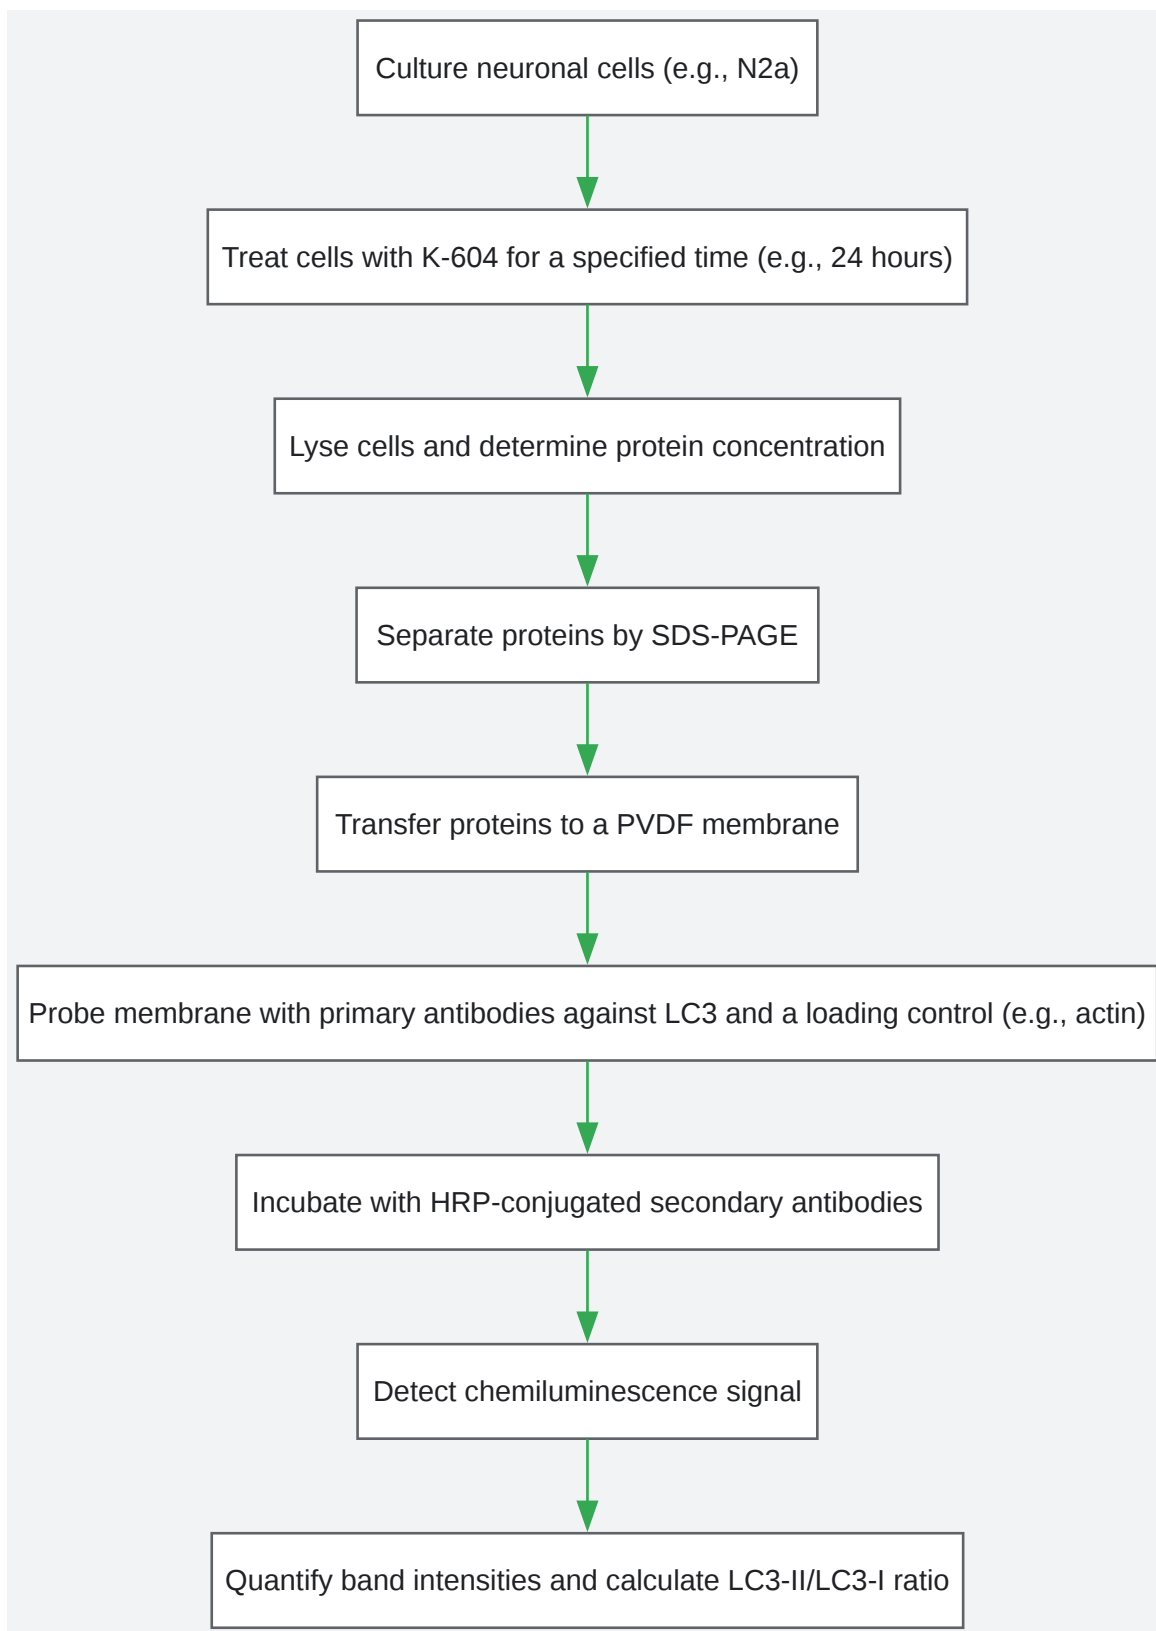 Culture neuronal cells (e.g., N2a)
Treat cells with K-604 for a specified time (e.g., 24 hours)
Lyse cells and determine protein concentration
Separate proteins by SDS-PAGE
Transfer proteins to a PVDF membrane
Probe membrane with primary antibodies against LC3 and a loading control (e.g., actin)
Incubate with HRP-conjugated secondary antibodies
Detect chemiluminescence signal
Quantify band intensities and calculate LC3-II/LC3-I ratio